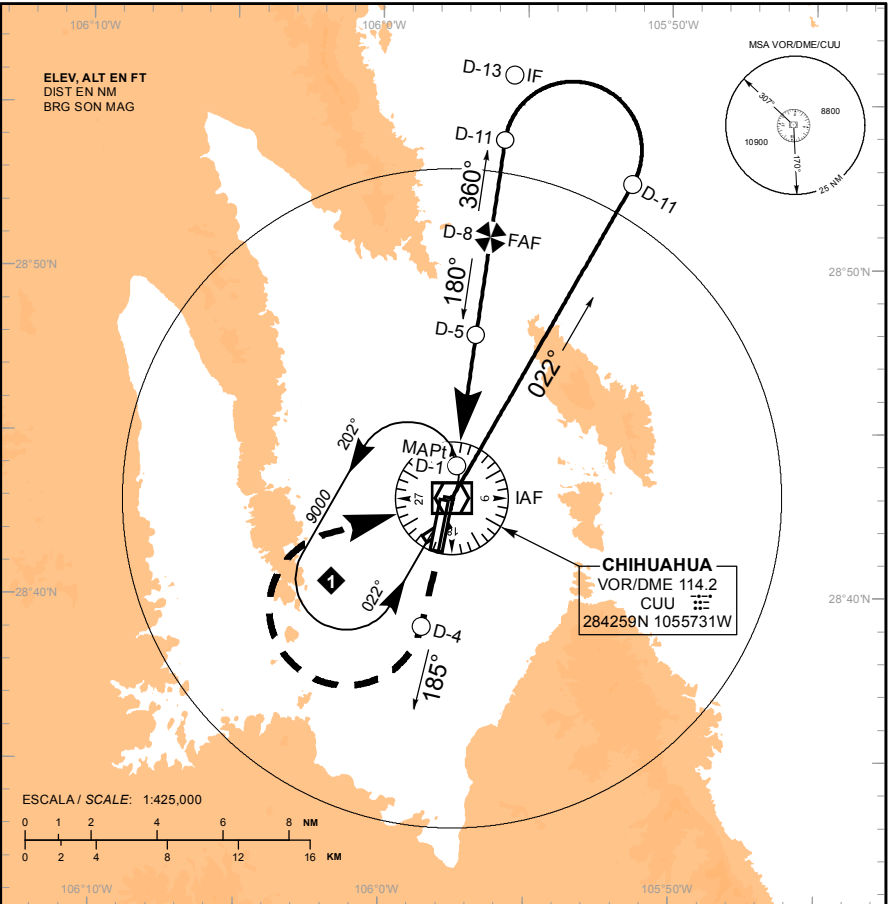 106°10'W
106°0'W
105°50'W
ELEV, ALT EN FT
DIST EN NM
BRG SON MAG
MSA VOR/DME/CUU
307°
8800
10900
170°
25 NM
D-13 IF
D-11
360°
D-11
D-8 FAF
28°50'N
28°50'N
180°
D-5
022°
202°
MAPt
D-1
27
9
18
IAF
9000
1
022°
CHIHUAHUA
VOR/DME 114.2
CUU
284259N 1055731W
28°40'N
28°40'N
D-4
185°
ESCALA / SCALE: 1:425,000
0 1 2 4 6 8 NM
0 2 4 8 12 16 KM
106°10'W
106°0'W
105°50'W